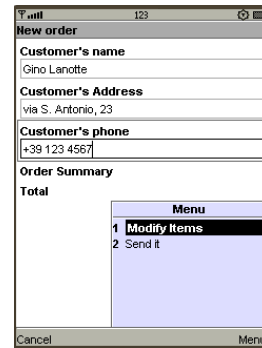 123
New order
Customer's name
Gino Lanotte
Customer's Address
via S. Antonio, 23
Customer's phone
+39 123 4567
Order Summary
Total
Menu
1 Modify Items
2 Send it
Cancel Menu